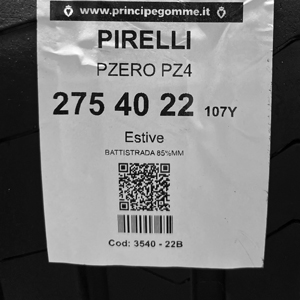 www.principegomme.it
PIRELLI
PZERO PZ4
275 40 22 107Y
Estive
BATTISTRADA 85%MM
Cod: 3540 - 22B